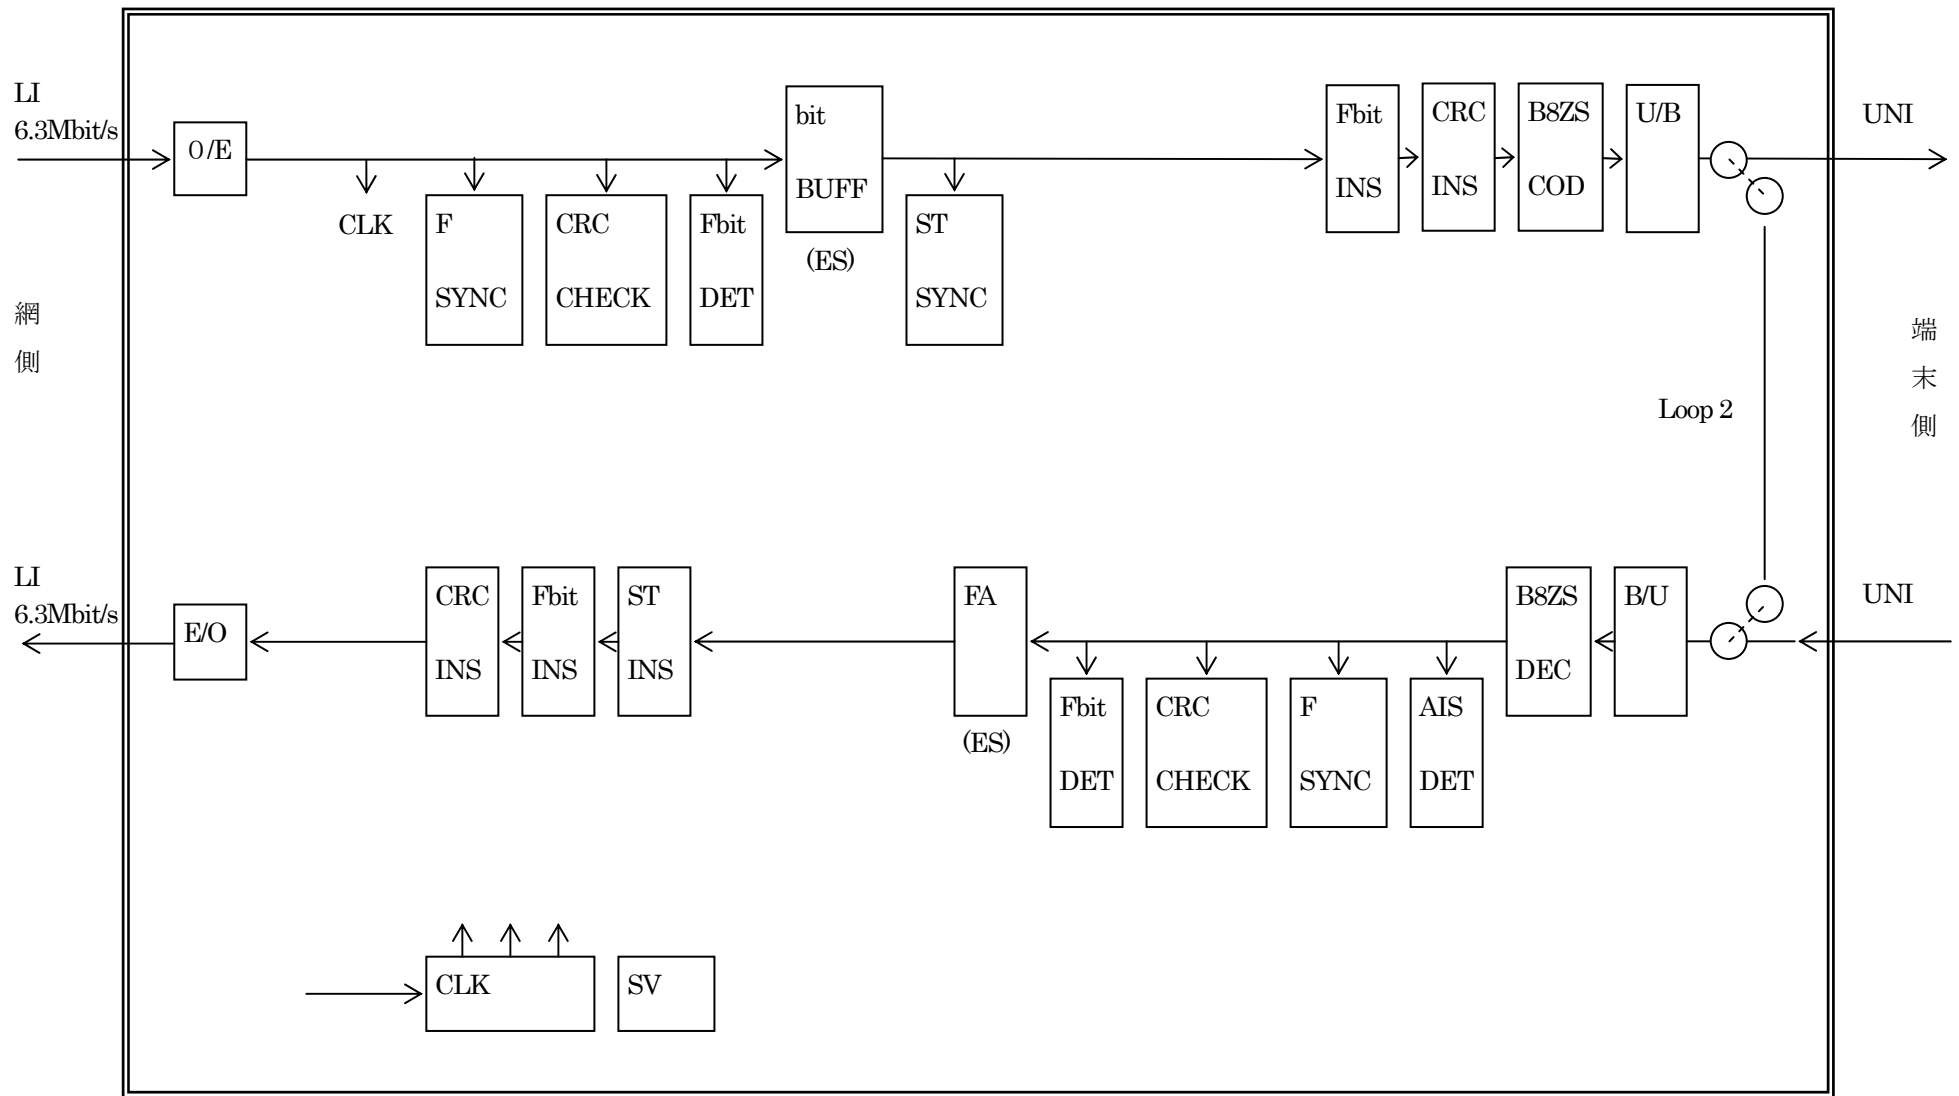 LI
6.3Mbit/s
O/E
CLK
F
SYNC
CRC
CHECK
Fbit
DET
bit
BUFF
(ES)
ST
SYNC
Fbit
INS
CRC
INS
B8ZS
COD
U/B
UNI
網
側
端
末
側
Loop 2
LI
6.3Mbit/s
E/O
CRC
INS
Fbit
INS
ST
INS
FA
(ES)
Fbit
DET
CRC
CHECK
F
SYNC
AIS
DET
B8ZS
DEC
B/U
UNI
CLK
SV